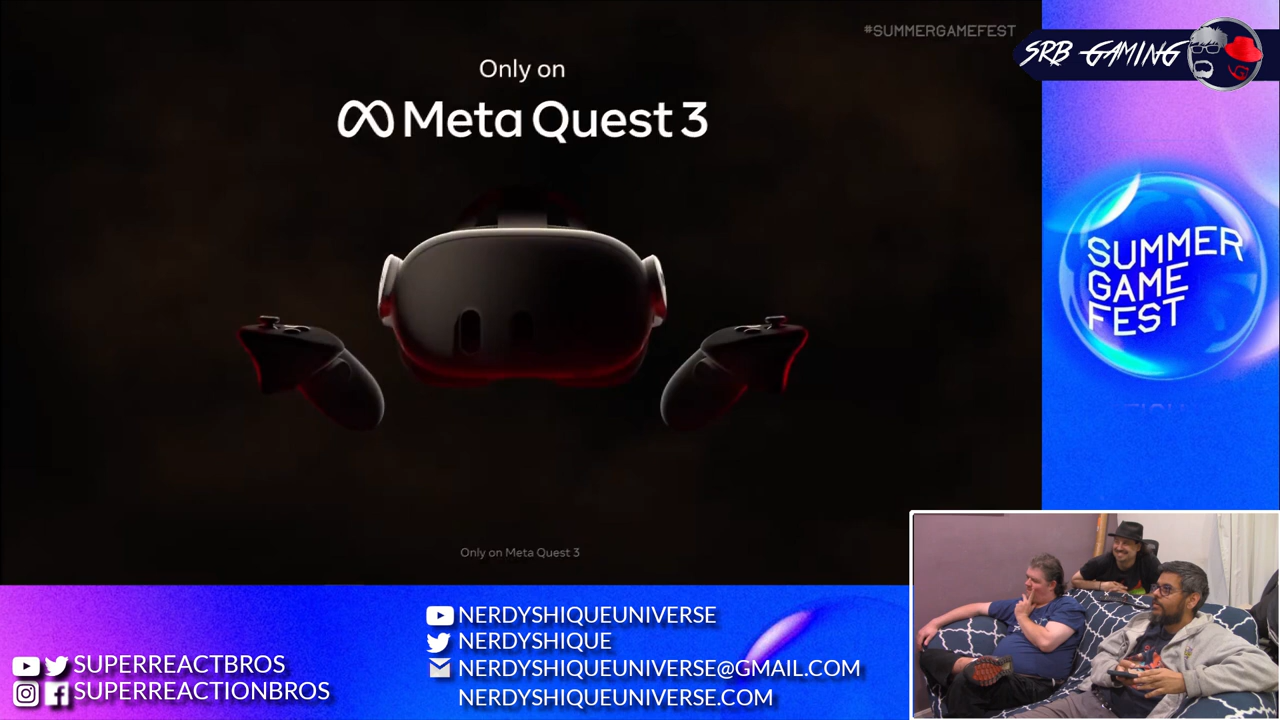 #SUMMERGAMEFEST
SRB GAMING
Only on
Meta Quest 3
SUMMER
GAME
FEST
Only on Meta Quest 3
NERDYSHIQUEUNIVERSE
NERDYSHIQUE
SUPERREACTBROS
NERDYSHIQUEUNIVERSE@GMAIL.COM
SUPERREACTIONBROS
NERDYSHIQUEUNIVERSE.COM